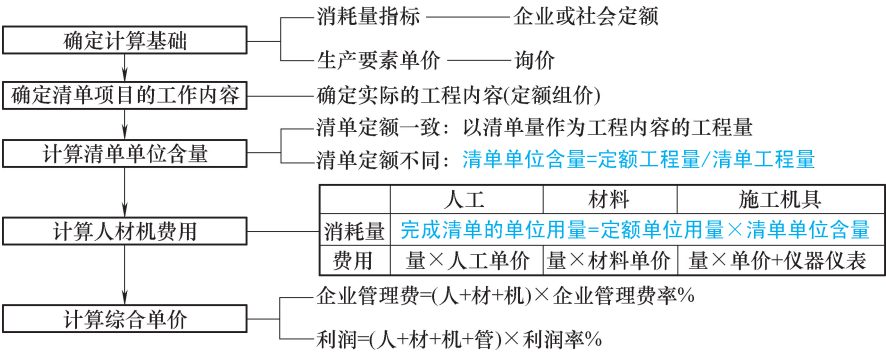 消耗量指标 企业或社会定额
确定计算基础
生产要素单价 询价
确定清单项目的工作内容 确定实际的工程内容(定额组价)
清单定额一致：以清单量作为工程内容的工程量
计算清单单位含量
清单定额不同：清单单位含量=定额工程量/清单工程量
人工 材料 施工机具
计算人材机费用 消耗量 完成清单的单位用量=定额单位用量×清单单位含量
费用 量×人工单价 量×材料单价 量×单价+仪器仪表
企业管理费=(人+材+机)×企业管理费率%
计算综合单价
利润=(人+材+机+管)×利润率%